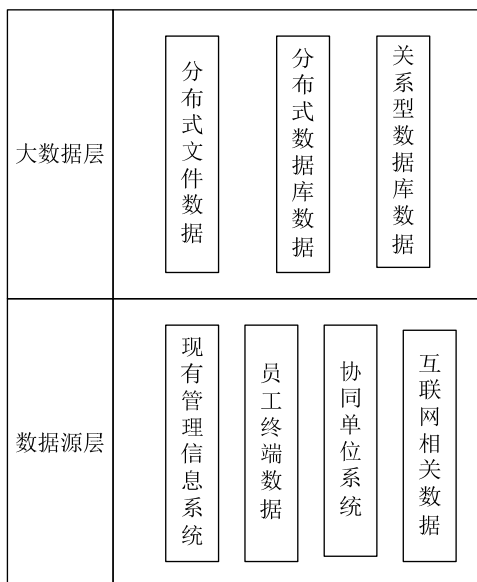 大数据层
分布式文件数据
分布式数据库数据
关系型数据库数据
数据源层
现有管理信息系统
员工终端数据
协同单位系统
互联网相关数据